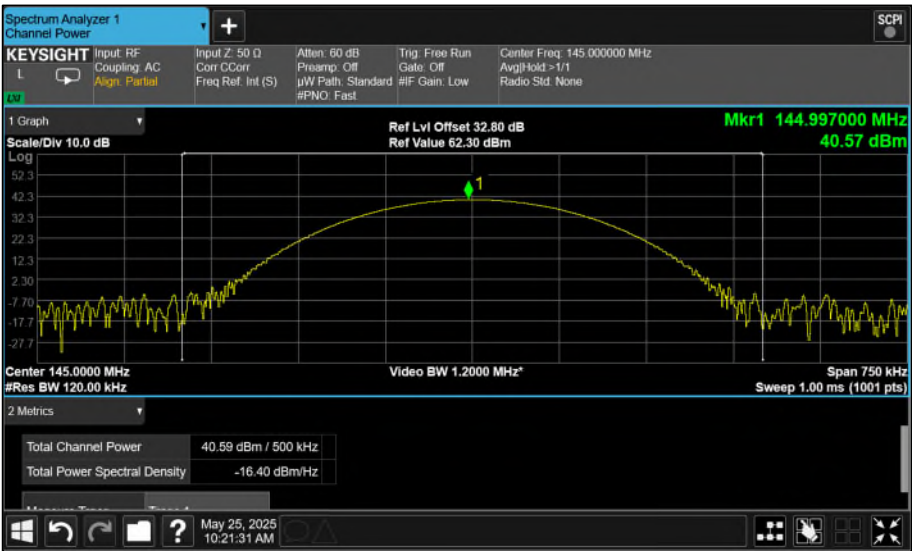 Spectrum Analyzer 1
Channel Power
+
SCPI
KEYSIGHT
L
LXI
Input: RF
Coupling: AC
Align: Partial
Input Z: 50 Ω
Corr CCorr
Freq Ref: Int (S)
Atten: 60 dB
Preamp: Off
µW Path: Standard
#PNO: Fast
Trig: Free Run
Gate: Off
#IF Gain: Low
Center Freq: 145.000000 MHz
Avg|Hold:>1/1
Radio Std: None
1 Graph
Scale/Div 10.0 dB
Ref Lvl Offset 32.80 dB
Ref Value 62.30 dBm
Mkr1 144.997000 MHz
40.57 dBm
Log
52.3
42.3
32.3
22.3
12.3
2.30
-7.70
-17.7
-27.7
1
Center 145.0000 MHz
#Res BW 120.00 kHz
Video BW 1.2000 MHz*
Span 750 kHz
Sweep 1.00 ms (1001 pts)
2 Metrics
Total Channel Power 40.59 dBm / 500 kHz
Total Power Spectral Density -16.40 dBm/Hz
?
May 25, 2025
10:21:31 AM